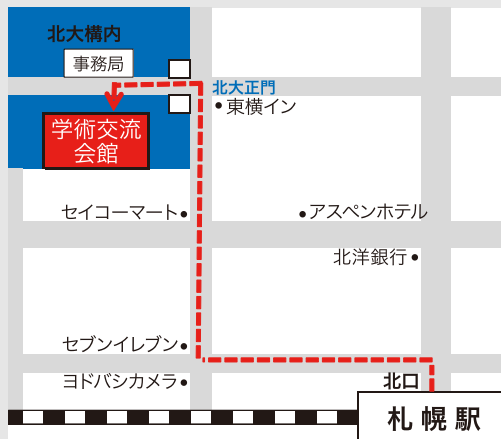 北大構内
事務局
北大正門
東横イン
学術交流
会館
セイコーマート
アスペンホテル
北洋銀行
セブンイレブン
ヨドバシカメラ
北口
札幌駅